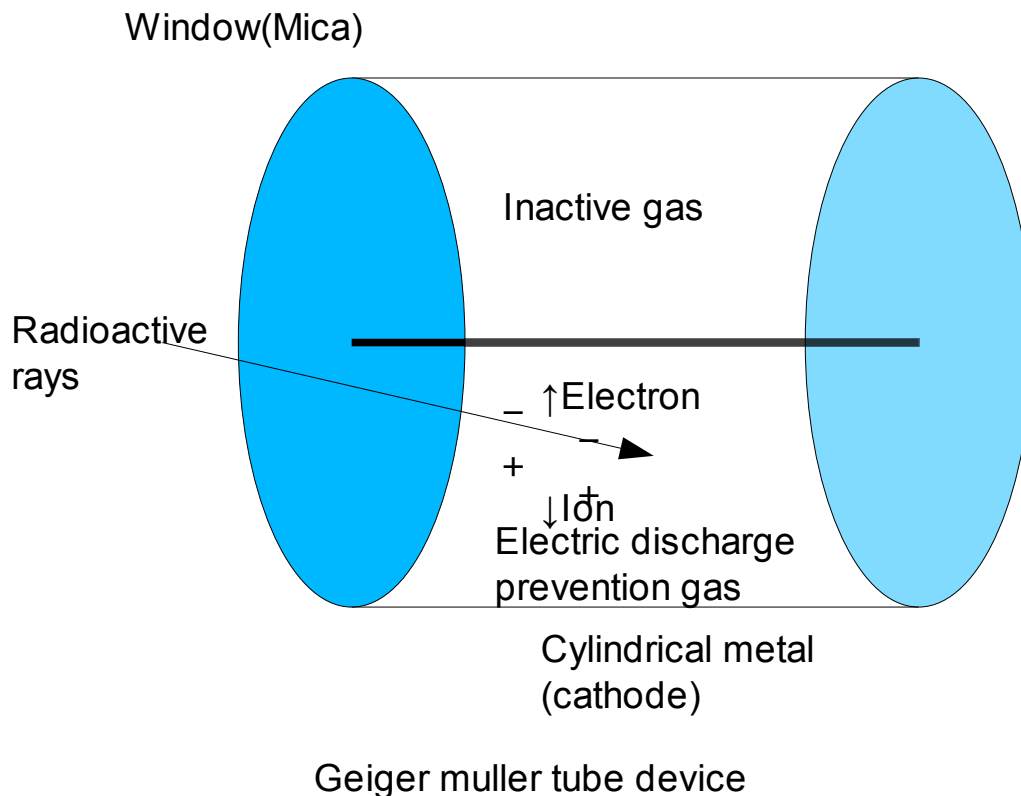 Window(Mica)
Inactive gas
Radioactive
rays
↑Electron
−
−
+
+
↓Ion
Electric discharge
prevention gas
Cylindrical metal
(cathode)
Geiger muller tube device